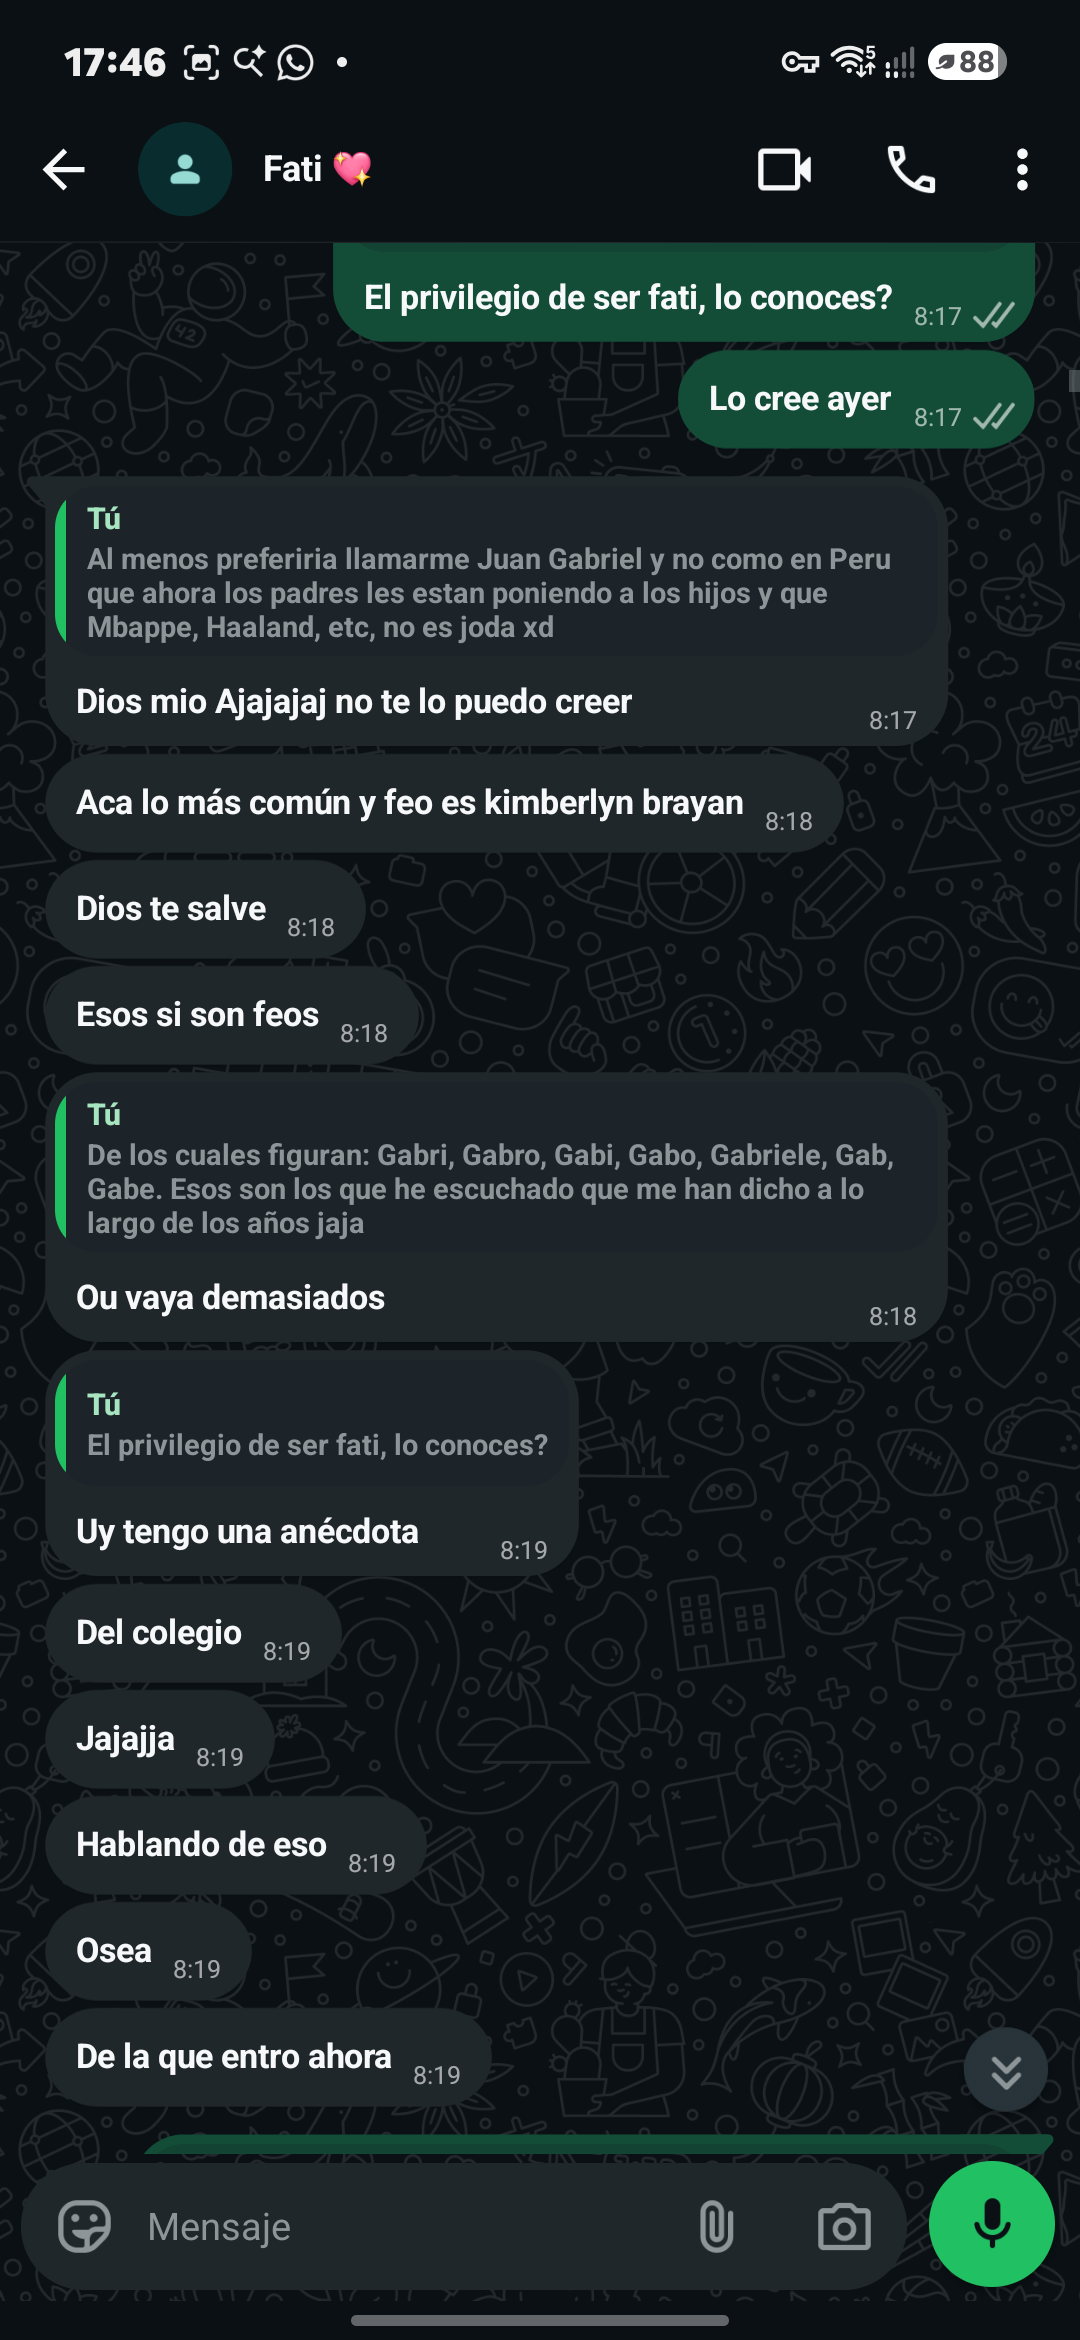 17:46
5
88
Fati
El privilegio de ser fati, lo conoces?
8:17
Lo cree ayer
8:17
Tú
Al menos preferiria llamarme Juan Gabriel y no como en Peru
que ahora los padres les estan poniendo a los hijos y que
Mbappe, Haaland, etc, no es joda xd
Dios mio Ajajajaj no te lo puedo creer
8:17
Aca lo más común y feo es kimberlyn brayan
8:18
Dios te salve
8:18
Esos si son feos
8:18
Tú
De los cuales figuran: Gabri, Gabro, Gabi, Gabo, Gabriele, Gab,
Gabe. Esos son los que he escuchado que me han dicho a lo
largo de los años jaja
Ou vaya demasiados
8:18
Tú
El privilegio de ser fati, lo conoces?
Uy tengo una anécdota
8:19
Del colegio
8:19
Jajajja
8:19
Hablando de eso
8:19
Osea
8:19
De la que entro ahora
8:19
Mensaje